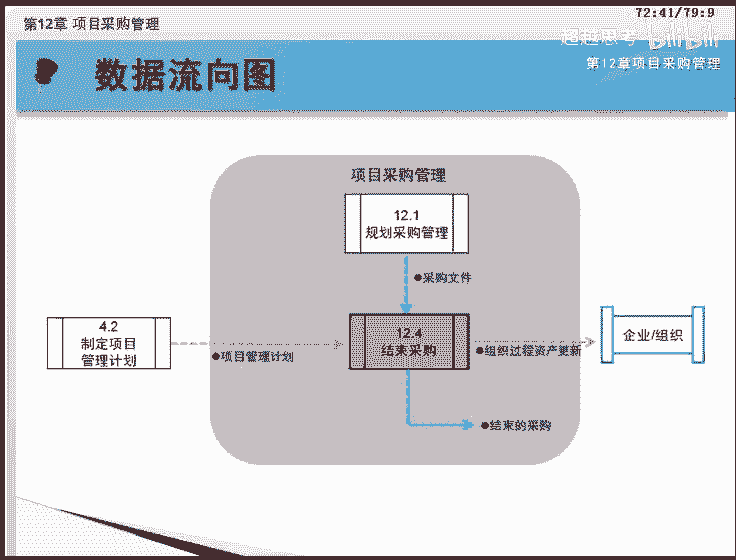 72:41/79:9
第12章 项目采购管理
超越思考 bilibili
第12章项目采购管理
数据流向图
项目采购管理
12.1
规划采购管理
●采购文件
4.2
制定项目
管理计划
●项目管理计划
12.4
结束采购
●组织过程资产更新
企业/组织
●结束的采购